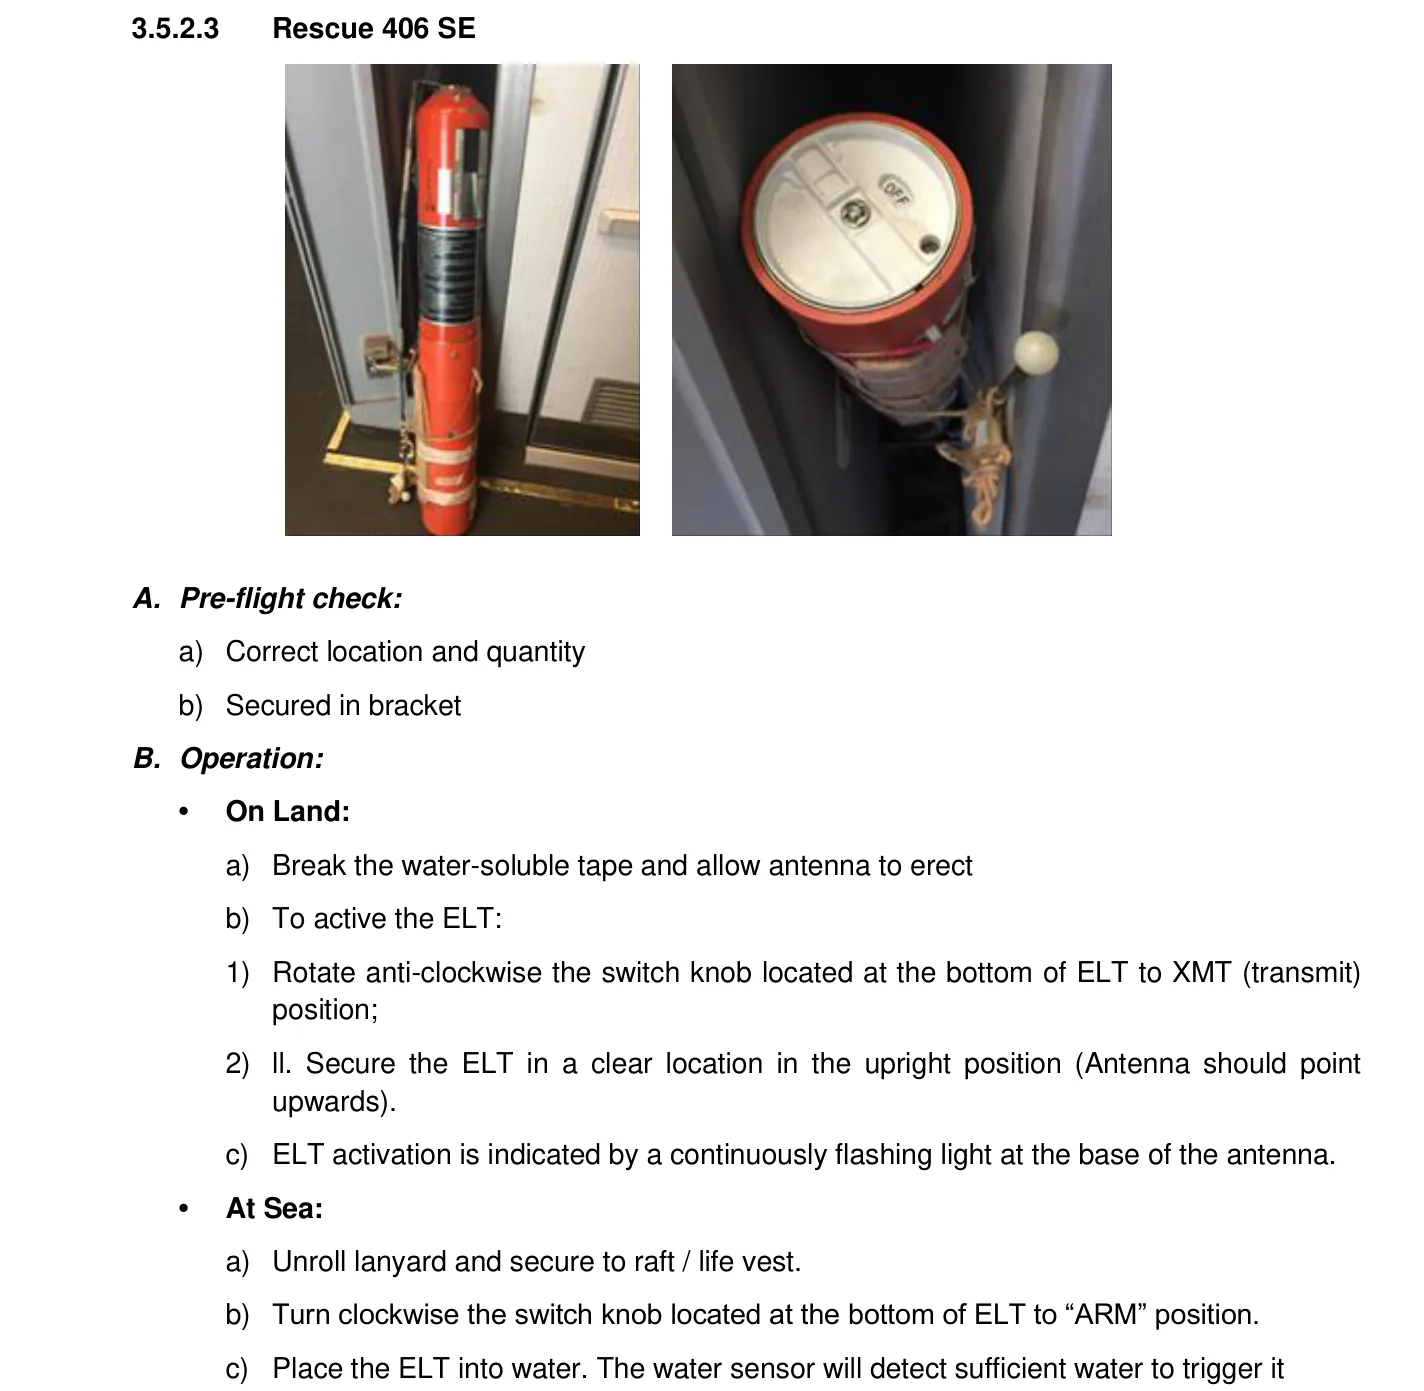 3.5.2.3 Rescue 406 SE
OFF
A. Pre-flight check:
a) Correct location and quantity
b) Secured in bracket
B. Operation:
• On Land:
a) Break the water-soluble tape and allow antenna to erect
b) To active the ELT:
1) Rotate anti-clockwise the switch knob located at the bottom of ELT to XMT (transmit)
position;
2) ll. Secure the ELT in a clear location in the upright position (Antenna should point
upwards).
c) ELT activation is indicated by a continuously flashing light at the base of the antenna.
• At Sea:
a) Unroll lanyard and secure to raft / life vest.
b) Turn clockwise the switch knob located at the bottom of ELT to “ARM” position.
c) Place the ELT into water. The water sensor will detect sufficient water to trigger it